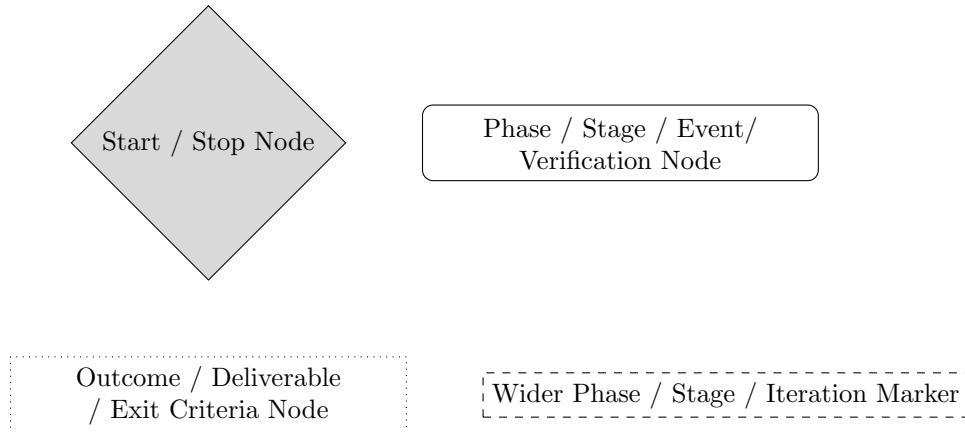 Start / Stop Node
Phase / Stage / Event/
Verification Node
Outcome / Deliverable
/ Exit Criteria Node
Wider Phase / Stage / Iteration Marker